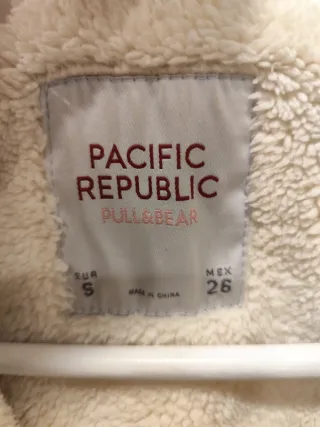 PACIFIC
REPUBLIC
PULL&BEAR
EUR MEX
S MADE IN CHINA 26